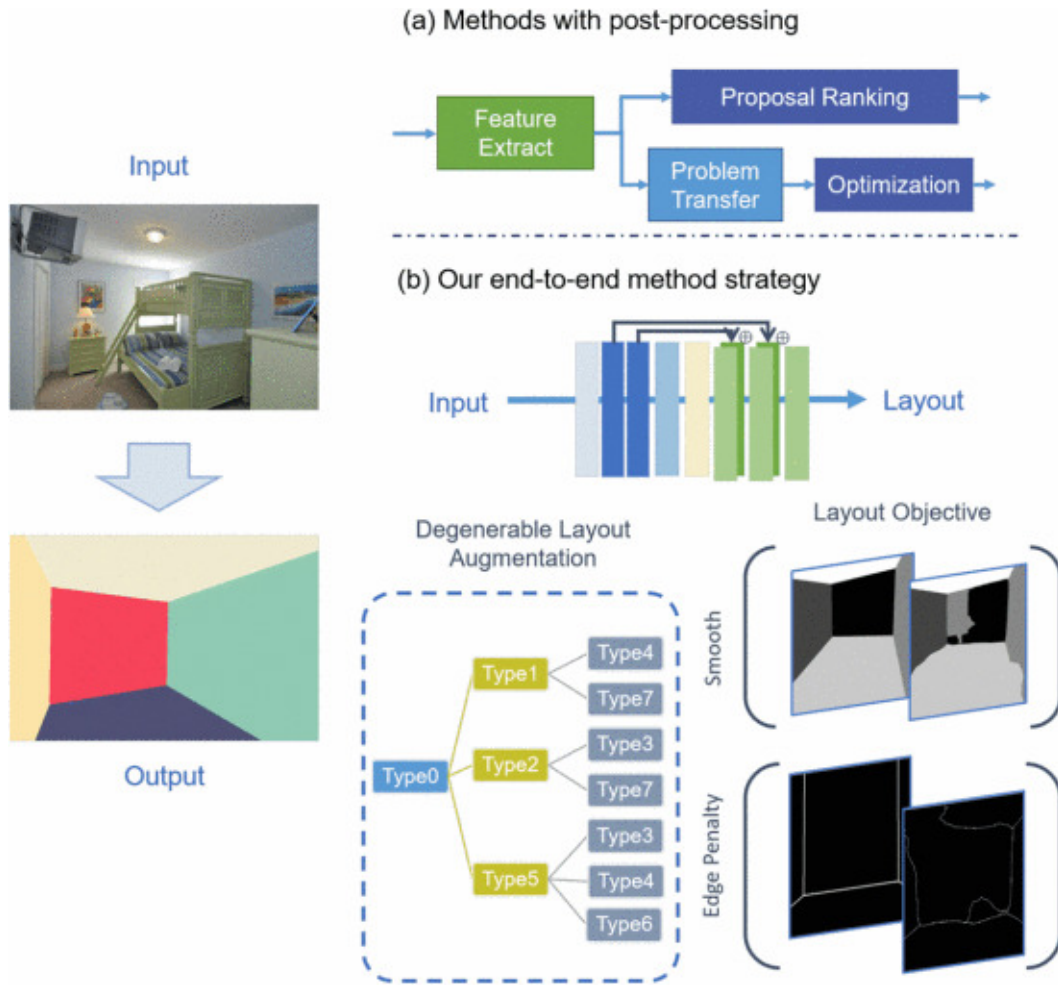 (a) Methods with post-processing
Feature
Extract
Proposal Ranking
Problem
Transfer
Optimization
Input
Output
(b) Our end-to-end method strategy
Input
Layout
Degenerable Layout
Augmentation
Type0
Type1
Type4
Type7
Type2
Type3
Type7
Type5
Type3
Type4
Type6
Layout Objective
Smooth
Edge Penalty